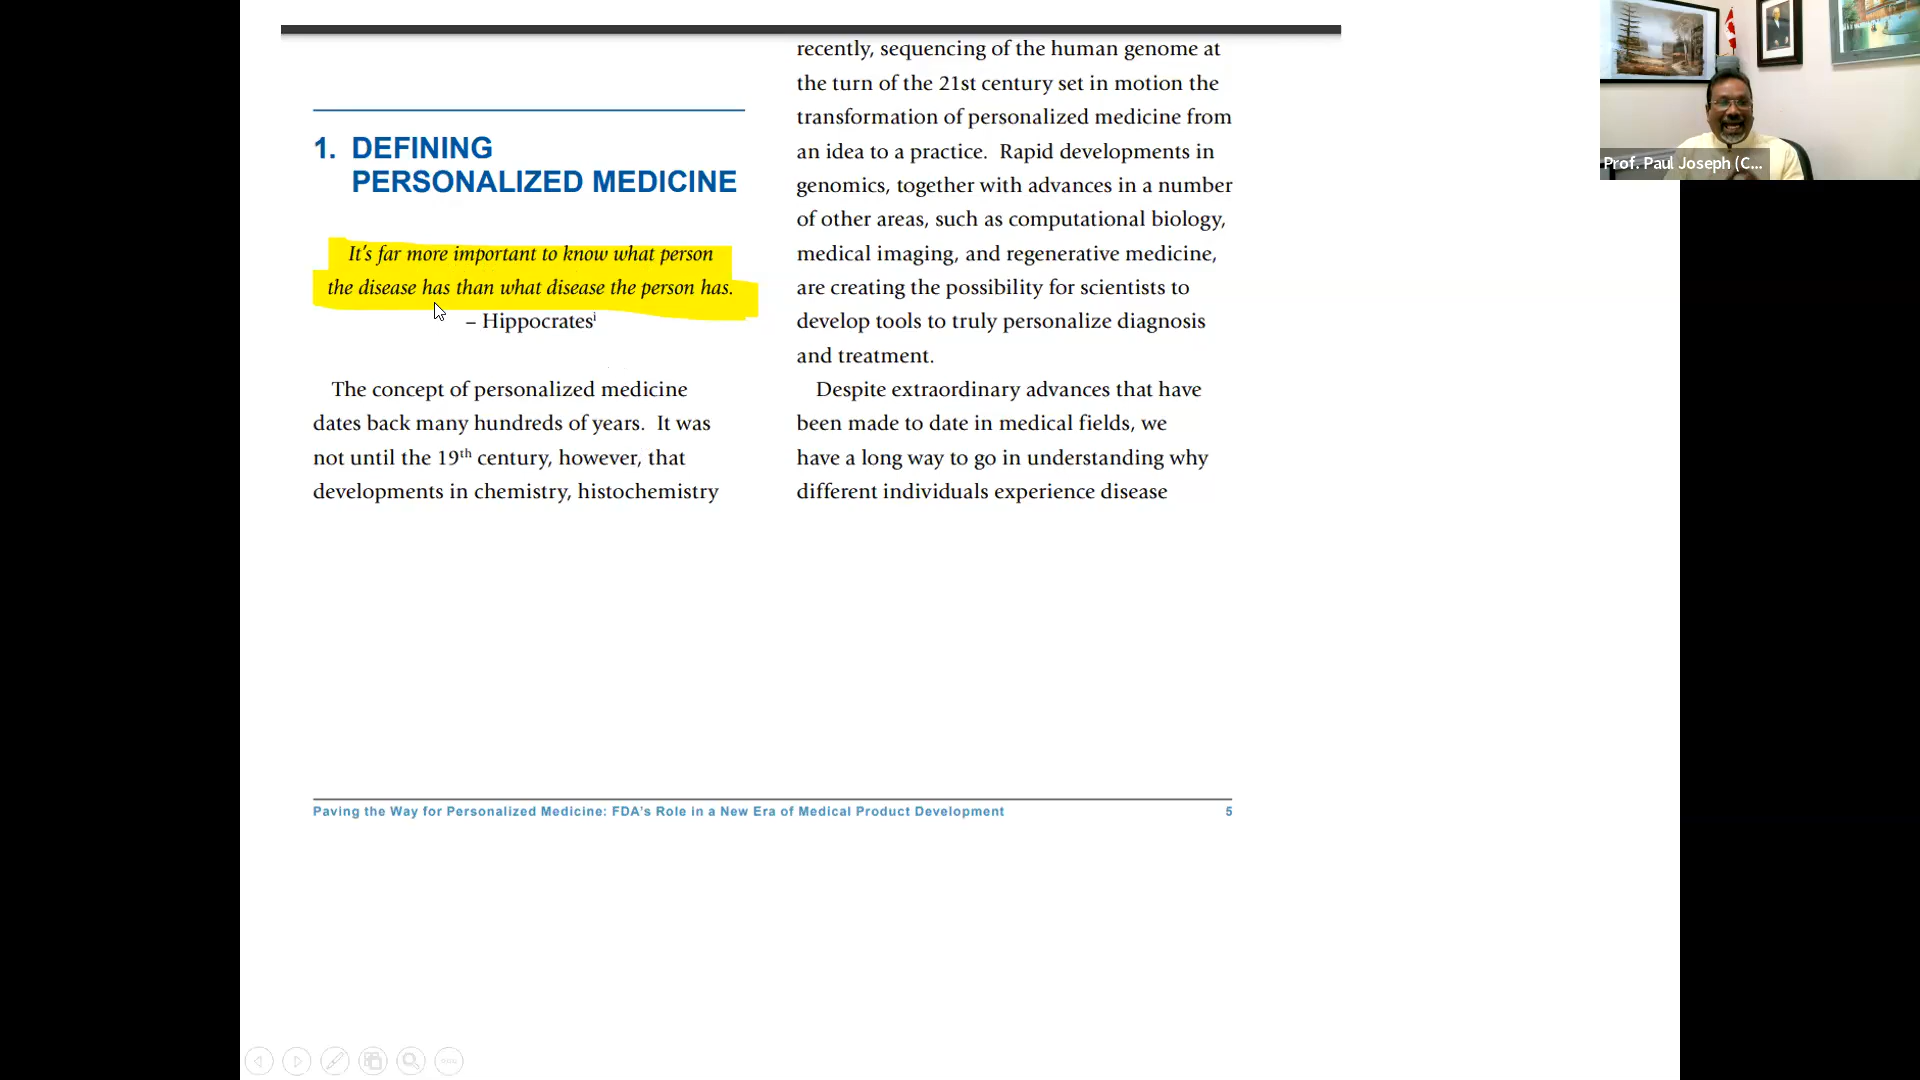 1. DEFINING
PERSONALIZED MEDICINE
It's far more important to know what person
the disease has than what disease the person has.
– Hippocratesⁱ
The concept of personalized medicine
dates back many hundreds of years. It was
not until the 19th century, however, that
developments in chemistry, histochemistry
recently, sequencing of the human genome at
the turn of the 21st century set in motion the
transformation of personalized medicine from
an idea to a practice. Rapid developments in
genomics, together with advances in a number
of other areas, such as computational biology,
medical imaging, and regenerative medicine,
are creating the possibility for scientists to
develop tools to truly personalize diagnosis
and treatment.
Despite extraordinary advances that have
been made to date in medical fields, we
have a long way to go in understanding why
different individuals experience disease
Paving the Way for Personalized Medicine: FDA's Role in a New Era of Medical Product Development 5
Prof. Paul Joseph (C...